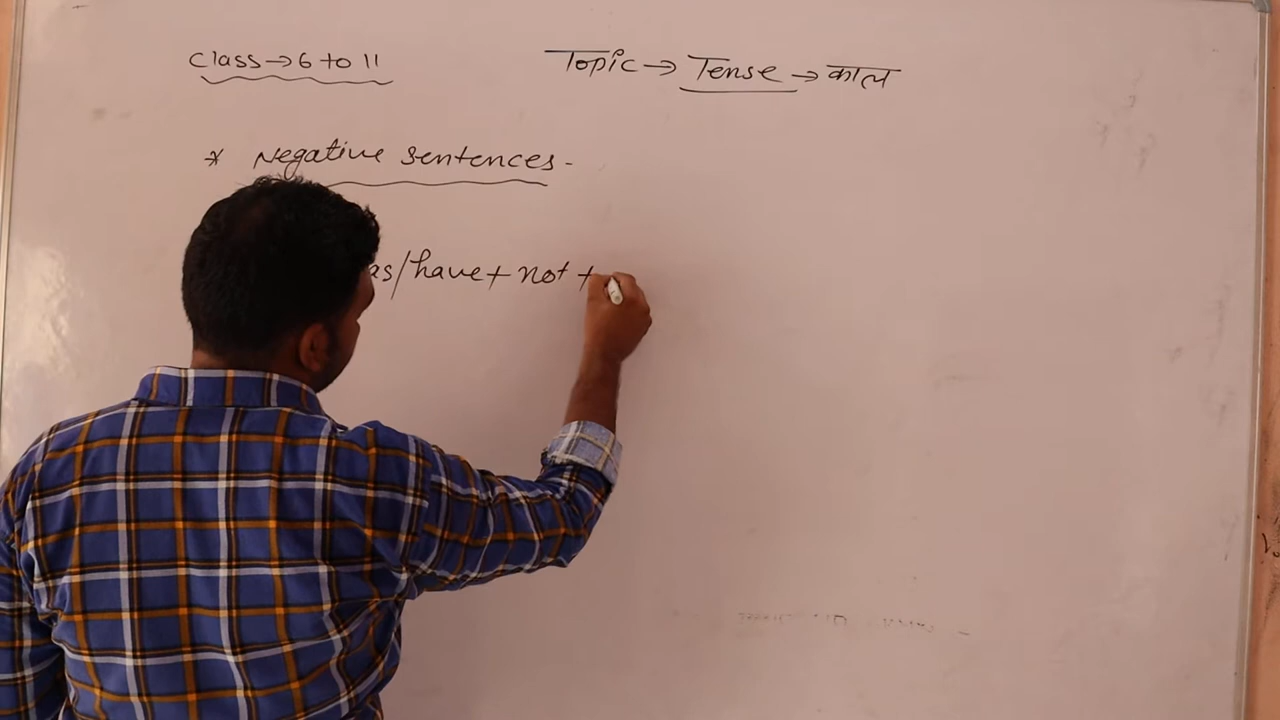 Class→6 to 11
Topic→Tense→काल
* Negative sentences-
as/have+not+